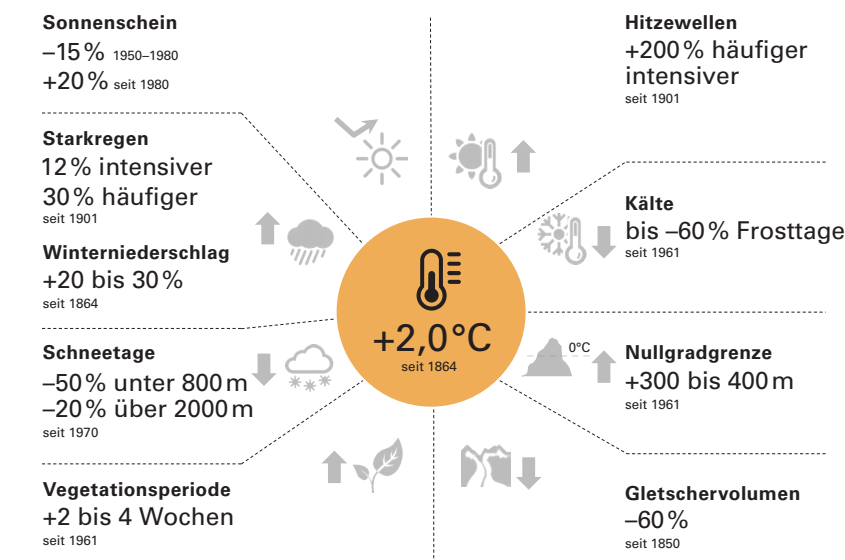 Sonnenschein
–15 % 1950–1980
+20 % seit 1980
Starkregen
12 % intensiver
30 % häufiger
seit 1901
Winterniederschlag
+20 bis 30 %
seit 1864
Schneetage
–50 % unter 800 m
–20 % über 2000 m
seit 1970
Vegetationsperiode
+2 bis 4 Wochen
seit 1961
+2,0 °C
seit 1864
Hitzewellen
+200 % häufiger
intensiver
seit 1901
Kälte
bis –60 % Frosttage
seit 1961
0°C
Nullgradgrenze
+300 bis 400 m
seit 1961
Gletschervolumen
–60 %
seit 1850